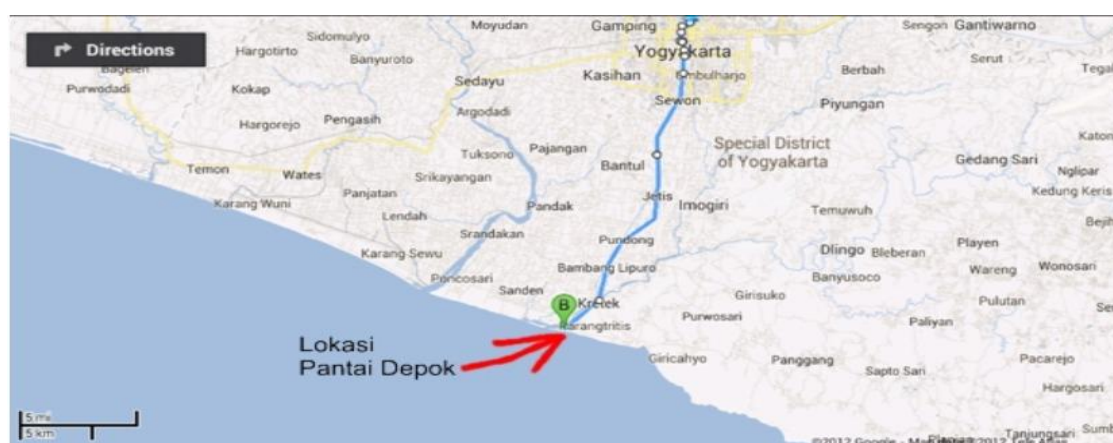 Moyudan
Gamping
Sengon
Gantiwarno
Directions
Sidomulyo
Hargotirto
Banyuroto
Yogyakarta
Serut
Bagelen
Purwodadi
Kokap
Sedayu
Kasihan
Berbah
Sewon
Piyungan
Argodadi
Hargorejo
Pengasih
Special District
of Yogyakarta
Tuksono
Pajangan
Bantul
Gedang Sari
Nglipar
Temon
Wates
Srikayangan
Kedung Keris
Karang Wuni
Panjatan
Pandak
Jetis
Imogiri
Temuwuh
Lendah
Srandakan
Pundong
Playen
Karang Sewu
Dlingo
Bleberan
Bambang Lipuro
Banyusoco
Wareng
Wonosari
Poncosari
Sanden
B
Kretek
Girisuko
Purwosari
Pulutan
Paliyan
Karangtritis
Lokasi
Pantai Depok
Giricahyo
Panggang
Sapto Sari
Pacarejo
Hargosari
5 mi
5 km
Tanjungsari